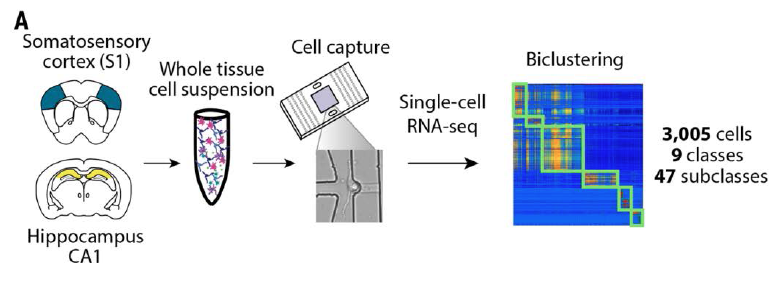 A
Somatosensory
cortex (S1)
Whole tissue
cell suspension
Cell capture
Single-cell
RNA-seq
Biclustering
3,005 cells
9 classes
47 subclasses
Hippocampus
CA1